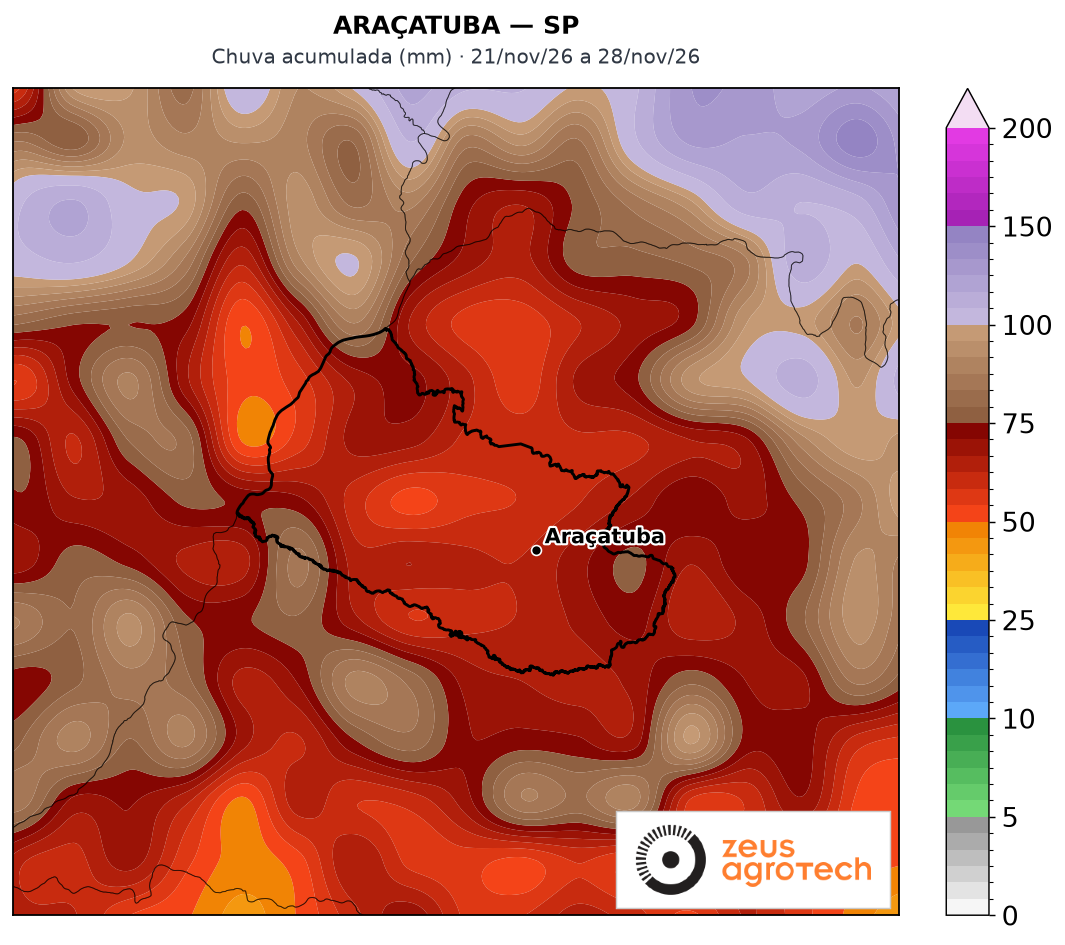 ARAÇATUBA — SP
Chuva acumulada (mm) · 21/nov/26 a 28/nov/26
200
150
100
75
50
25
10
5
0
Araçatuba
zeus
agrotech